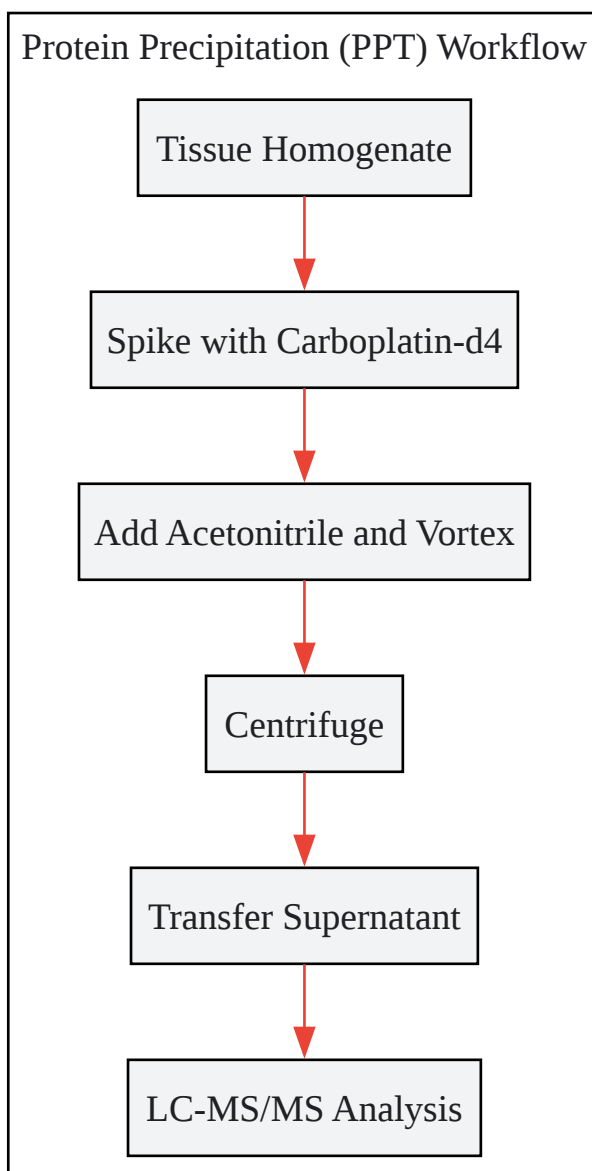 Protein Precipitation (PPT) Workflow
Tissue Homogenate
Spike with Carboplatin-d4
Add Acetonitrile and Vortex
Centrifuge
Transfer Supernatant
LC-MS/MS Analysis